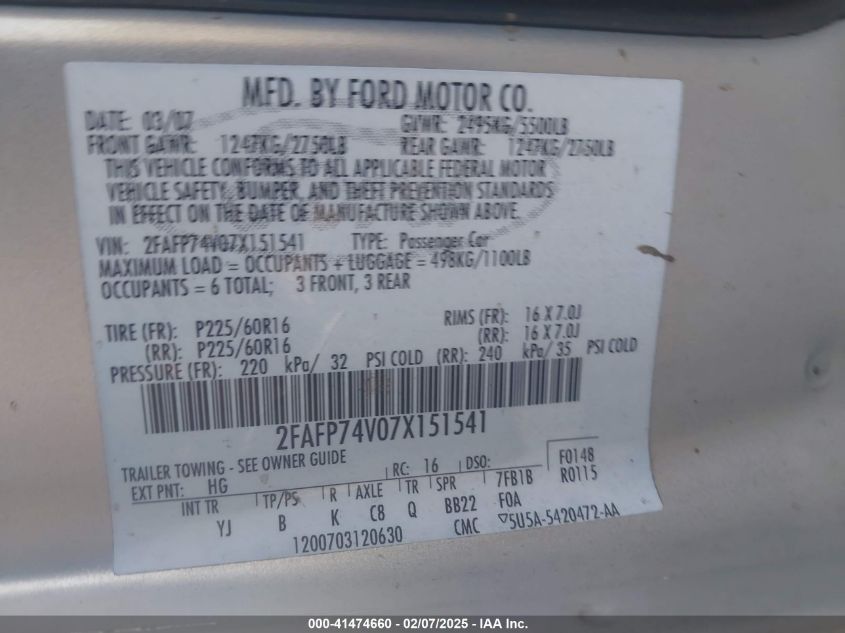 MFD. BY FORD MOTOR CO.
DATE: 03/07 GVWR: 2495KG/5500LB
FRONT GAWR: 1247KG/2750LB REAR GAWR: 1247KG/2750LB
THIS VEHICLE CONFORMS TO ALL APPLICABLE FEDERAL MOTOR
VEHICLE SAFETY, BUMPER, AND THEFT PREVENTION STANDARDS
IN EFFECT ON THE DATE OF MANUFACTURE SHOWN ABOVE.
VIN: 2FAFP74V07X151541 TYPE: Passenger Car
MAXIMUM LOAD = OCCUPANTS + LUGGAGE = 498KG/1100LB
OCCUPANTS = 6 TOTAL; 3 FRONT, 3 REAR
TIRE (FR): P225/60R16 RIMS (FR): 16 X 7.0J
(RR): P225/60R16 (RR): 16 X 7.0J
PRESSURE (FR): 220 kPa/ 32 PSI COLD (RR): 240 kPa/ 35 PSI COLD
2FAFP74V07X151541
TRAILER TOWING - SEE OWNER GUIDE
EXT PNT: HG RC: 16 DSO: F0148
R0115
INT TR TP/PS R AXLE TR SPR 7FB1B
YJ B K C8 Q BB22 FOA
1200703120630 CMC ▽5U5A-5420472-AA
000-41474660 - 02/07/2025 - IAA Inc.